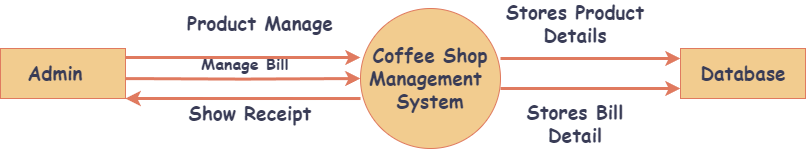 Product Manage
Stores Product
Details
Manage Bill
Admin
Coffee Shop
Management
System
Database
Show Receipt
Stores Bill
Detail